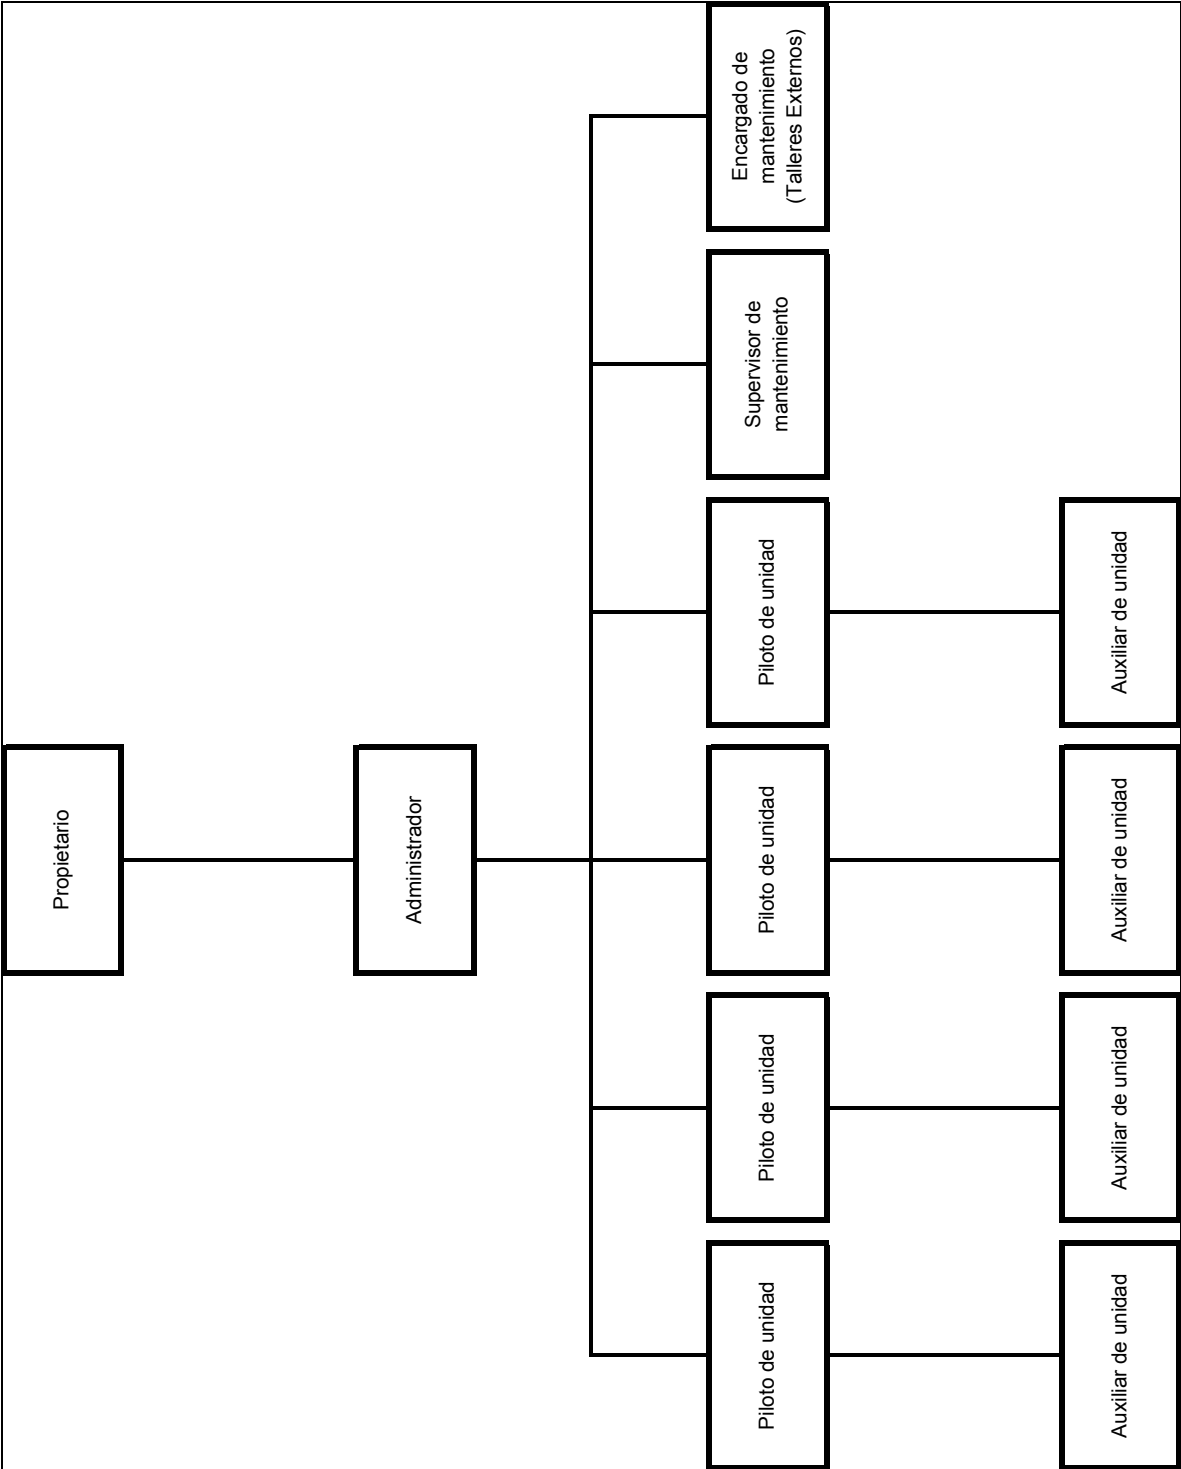 Propietario
Administrador
Piloto de unidad
Piloto de unidad
Piloto de unidad
Piloto de unidad
Supervisor de
mantenimiento
Encargado de
mantenimiento
(Talleres Externos)
Auxiliar de unidad
Auxiliar de unidad
Auxiliar de unidad
Auxiliar de unidad